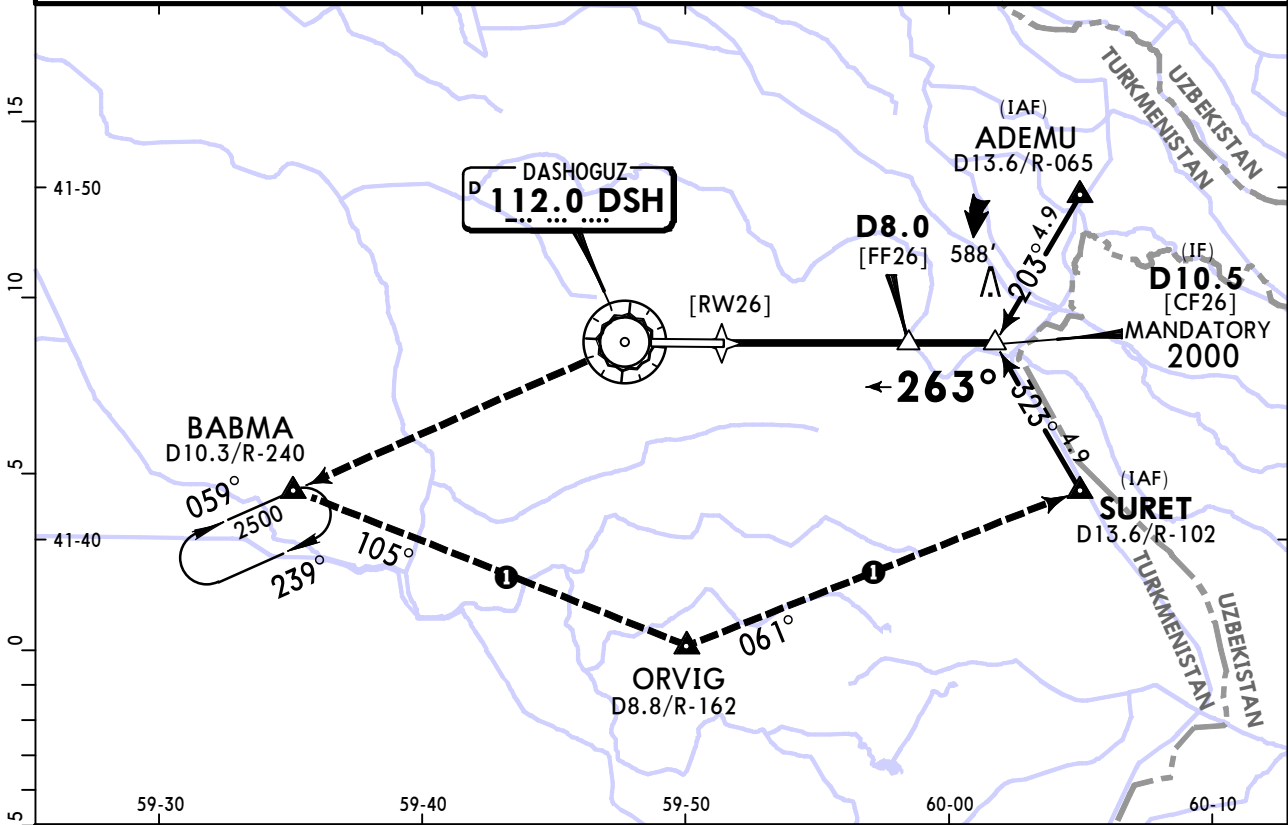 15
10
5
0
5
41-50
41-40
59-30
59-40
59-50
60-00
60-10
UZBEKISTAN
TURKMENISTAN
(IAF)
ADEMU
D13.6/R-065
DASHOGUZ
D 112.0 DSH
D8.0
[FF26]
588'
203° 4.9
(IF)
D10.5
[CF26]
MANDATORY
2000
[RW26]
263°
323° 4.9
BABMA
D10.3/R-240
059°
2500
239°
105°
1
1
061°
(IAF)
SURET
D13.6/R-102
ORVIG
D8.8/R-162
TURKMENISTAN
UZBEKISTAN